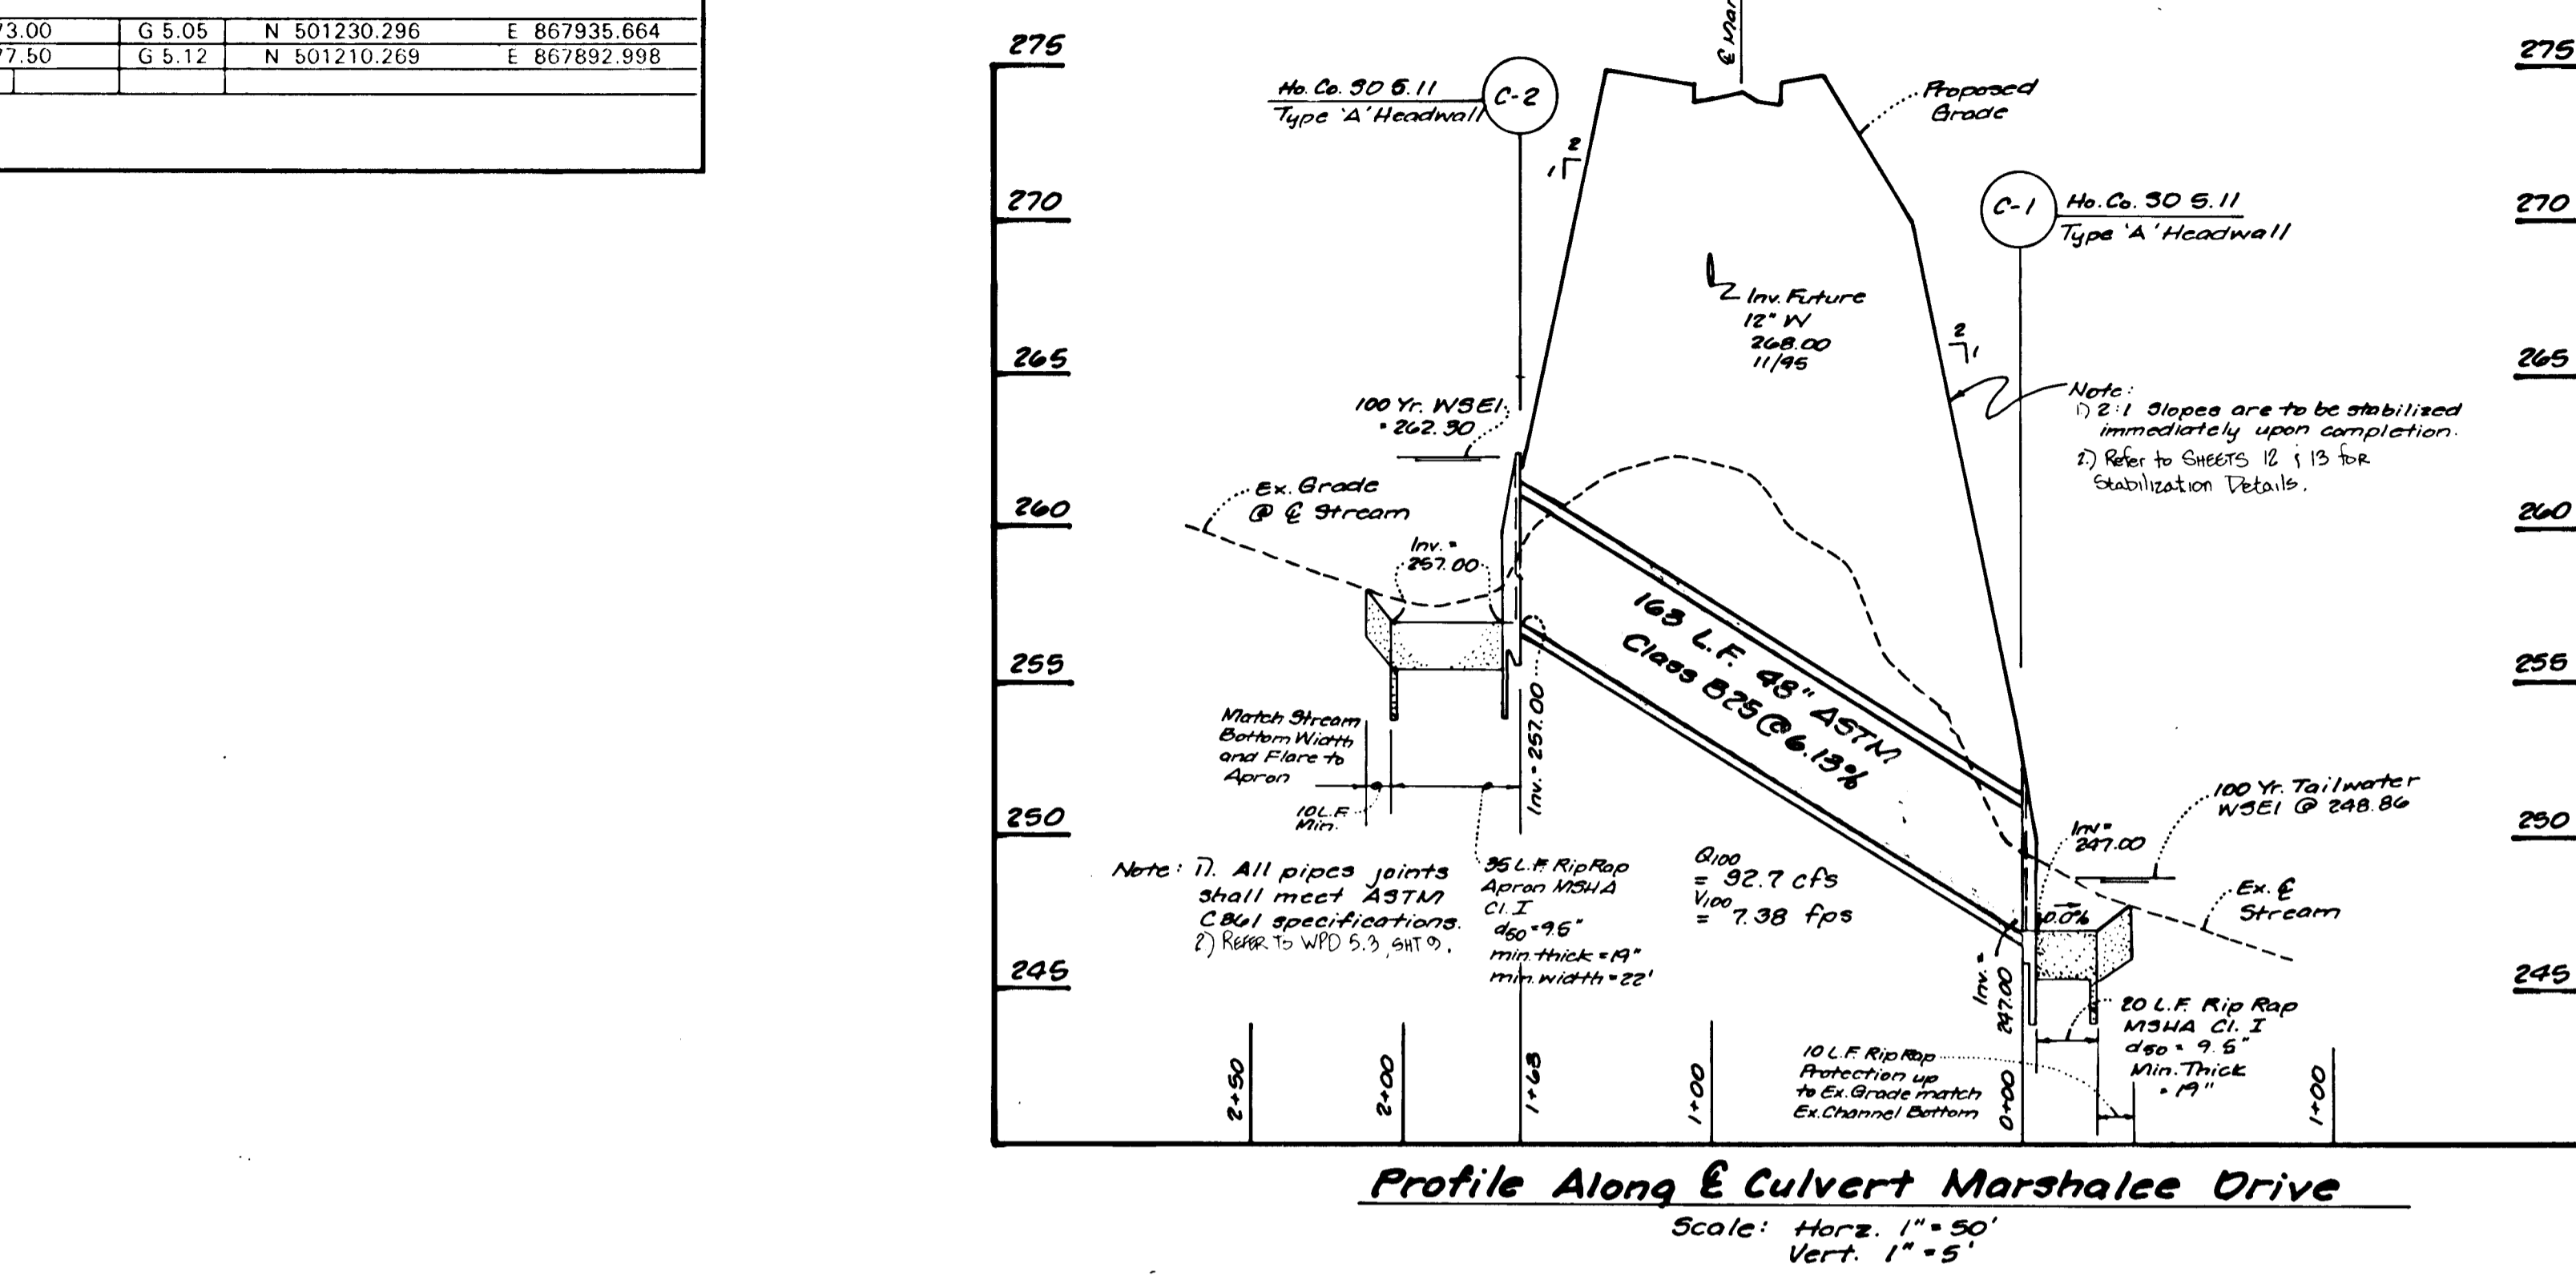 73.00 G 5.05 N 501230.296 E 867935.664
77.50 G 5.12 N 501210.269 E 867892.998
275
270
265
260
255
250
245
Ho. Co. SD 5.11
Type 'A' Headwall
C-2
℄ Mar
Proposed
Grade
C-1
Ho. Co. SD 5.11
Type 'A' Headwall
2
1
Inv. Future
12" W
268.00
11/95
2
1
Note:
1) 2:1 Slopes are to be stabilized
immediately upon completion.
2.) Refer to SHEETS 12 & 13 for
Stabilization Details.
100 Yr. WSEl.
= 262.30
Ex. Grade
@ ℄ Stream
Inv. =
257.00
163 L.F. 48" ASTM
Class B25 @ 6.13%
Inv. = 257.00
Match Stream
Bottom Width
and Flare to
Apron
10 L.F.
Min.
Note: 1). All pipes joints
shall meet ASTM
C361 specifications.
2) REFER TO WPD 5.3, SHT 9.
35 L.F. Rip Rap
Apron MSHA
Cl. I
d50 = 9.5"
min. thick = 19"
min. width = 22'
Q100
= 92.7 cfs
V100
= 7.38 fps
100 Yr. Tailwater
WSEl @ 248.86
Inv =
247.00
0.0%
Ex. ℄
Stream
Inv. =
247.00
20 L.F. Rip Rap
MSHA Cl. I
d50 = 9.5"
Min. Thick
= 19"
10 L.F. Rip Rap
Protection up
to Ex. Grade match
Ex. Channel Bottom
2+50
2+00
1+63
1+00
0+00
1+00
275
270
265
260
255
250
245
Profile Along ℄ Culvert Marshalee Drive
Scale: Horz. 1" = 50'
Vert. 1" = 5'